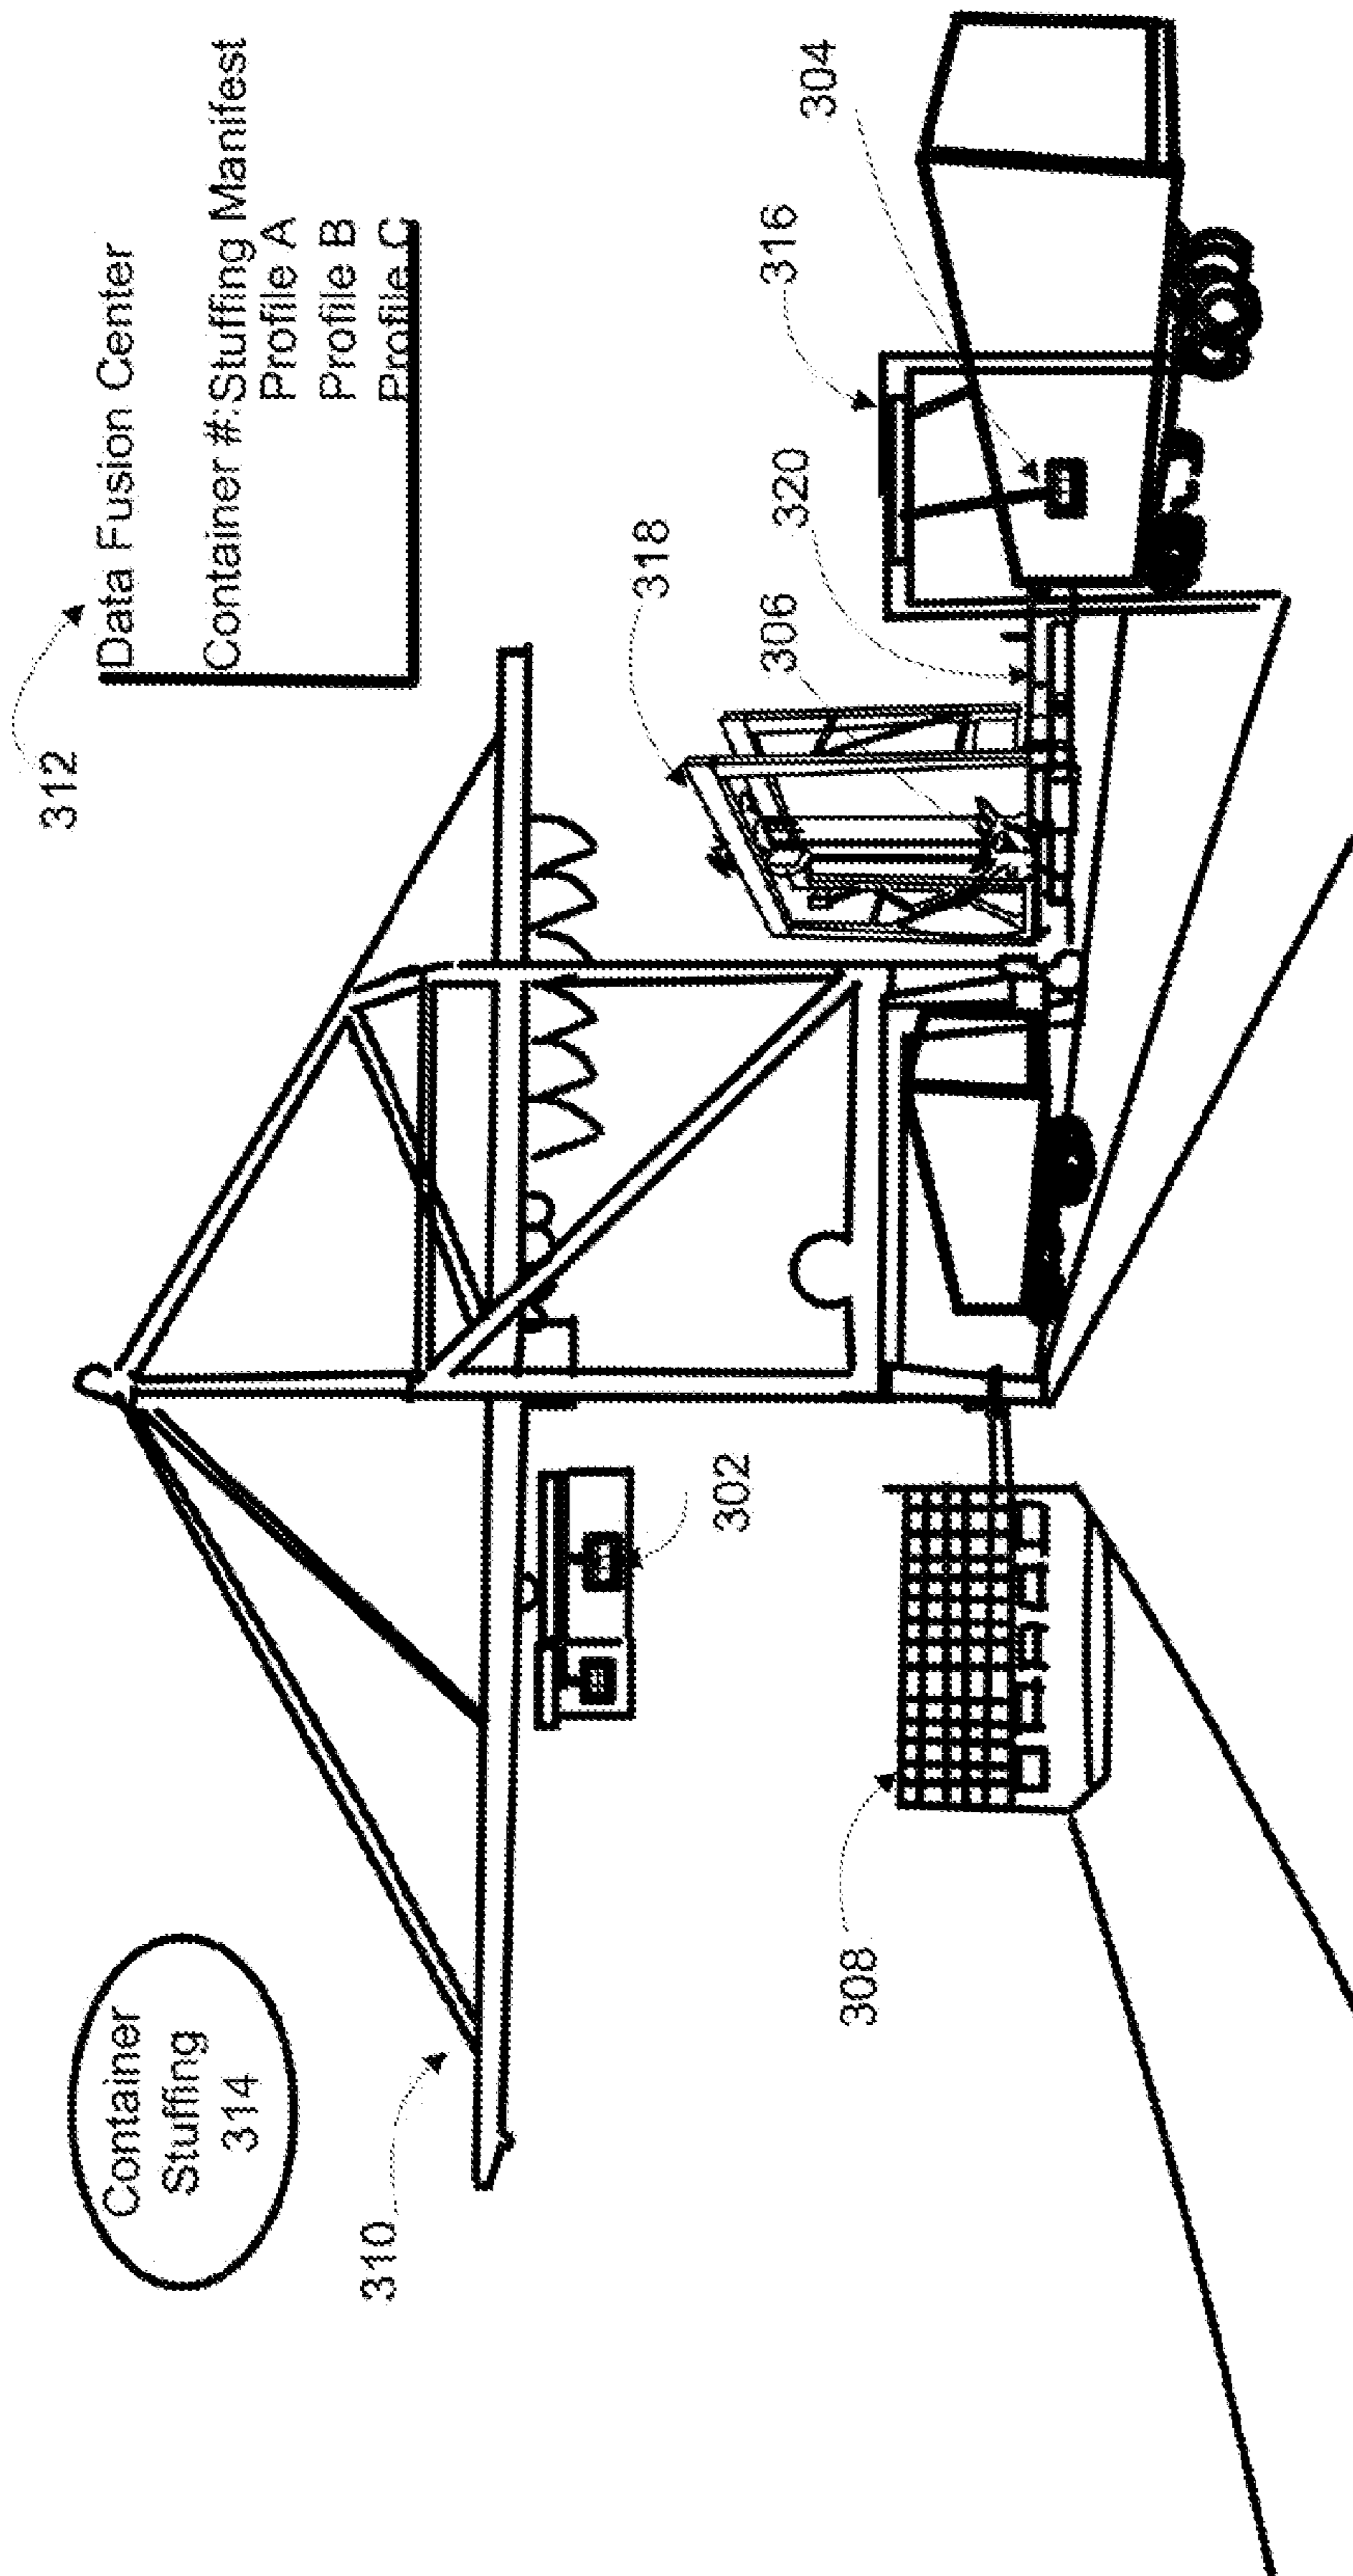 Container
Stuffing
314
310
312
Data Fusion Center
Container #:Stuffing Manifest
Profile A
Profile B
Profile C
302
308
318
306
320
316
304